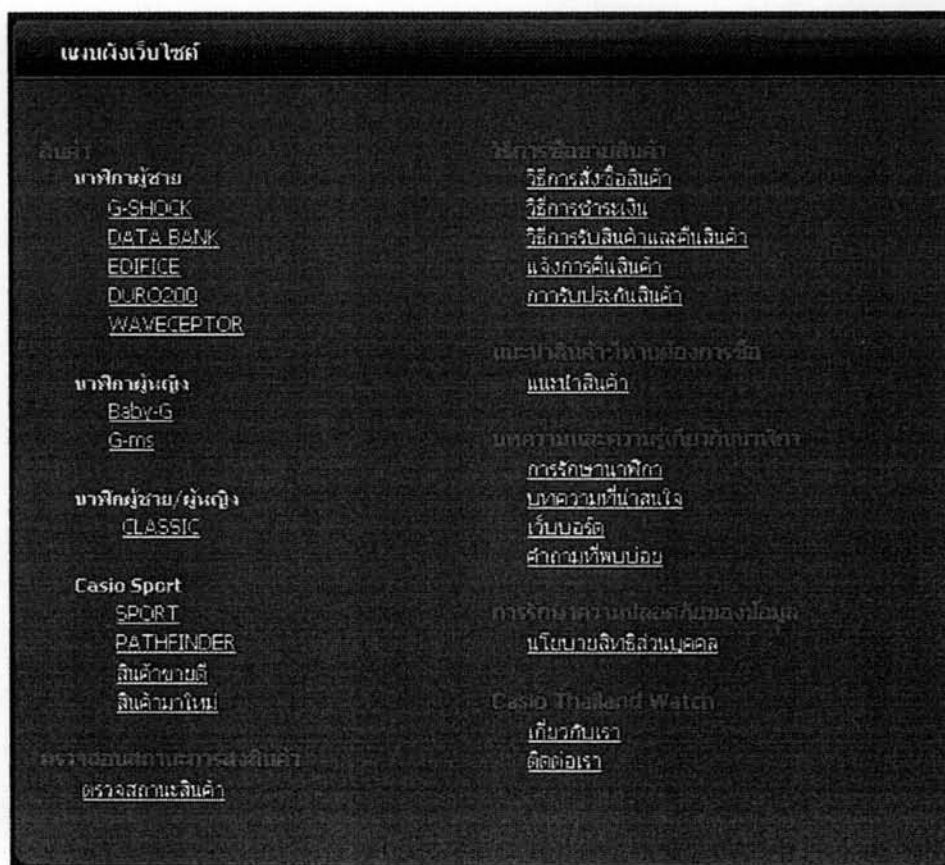 แผนผังเว็บไซต์
สินค้า
นาฬิกาผู้ชาย
G-SHOCK
DATA BANK
EDIFICE
DURO200
WAVECEPTOR
นาฬิกาผู้หญิง
Baby-G
G-ms
นาฬิกผู้ชาย/ผู้หญิง
CLASSIC
Casio Sport
SPORT
PATHFINDER
สินค้าขายดี
สินค้ามาใหม่
ตรวจสอบสถานะการส่งสินค้า
ตรวจสถานะสินค้า
วิธีการซื้อขายสินค้า
วิธีการสั่งซื้อสินค้า
วิธีการชำระเงิน
วิธีการรับสินค้าและคืนสินค้า
แจ้งการคืนสินค้า
การรับประกันสินค้า
แนะนำสินค้าที่ท่านต้องการซื้อ
แนะนำสินค้า
บทความและความรู้เกี่ยวกับนาฬิกา
การรักษานาฬิกา
บทความที่น่าสนใจ
เว็บบอร์ด
คำถามที่พบบ่อย
การรักษาความปลอดภัยของข้อมูล
นโยบายสิทธิส่วนบุคคล
Casio Thailand Watch
เกี่ยวกับเรา
ติดต่อเรา